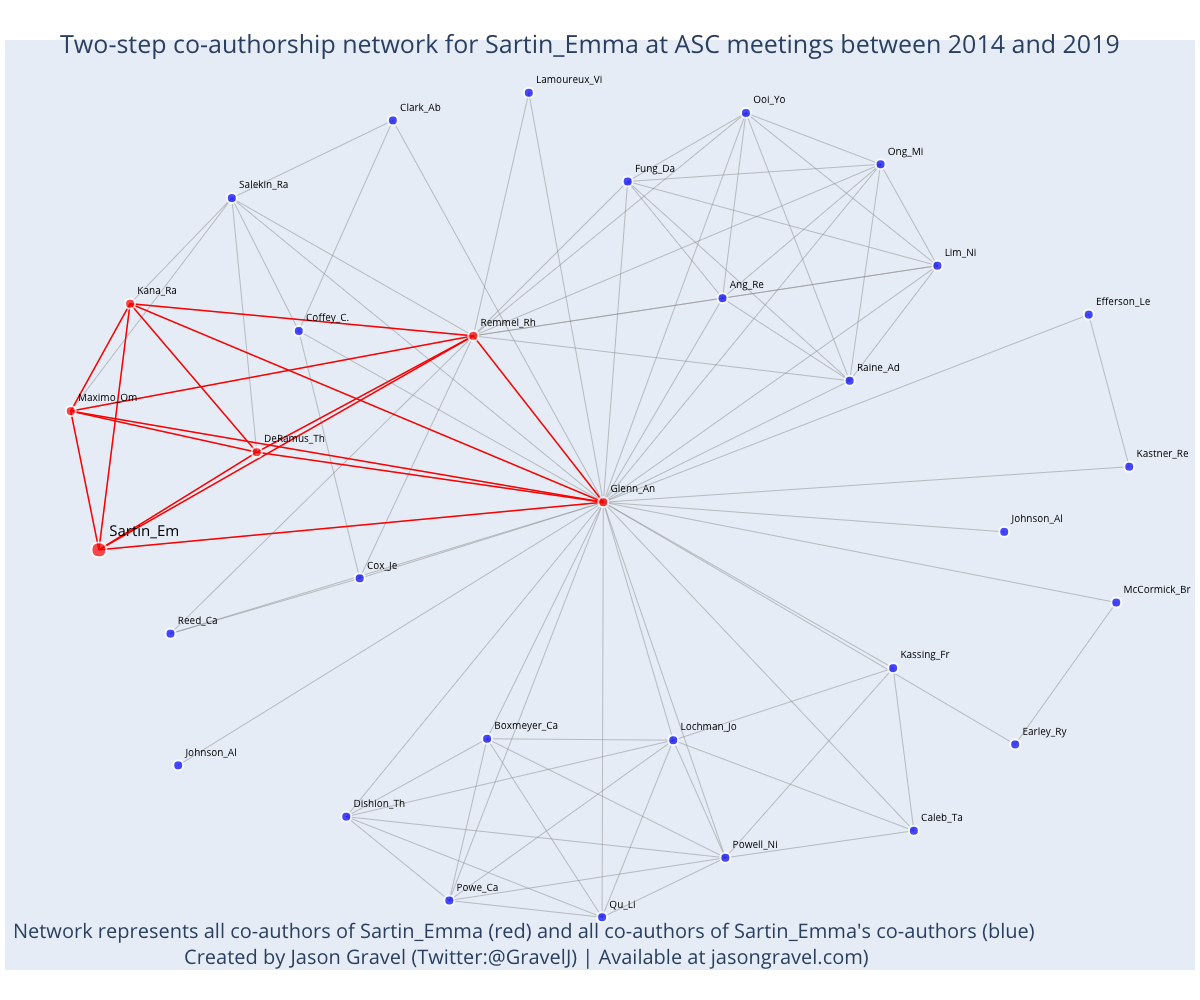 Two-step co-authorship network for Sartin_Emma at ASC meetings between 2014 and 2019
Lamoureux_Vi
Clark_Ab
Ooi_Yo
Ong_Mi
Fung_Da
Salekin_Ra
Lim_Ni
Ang_Re
Kana_Ra
Efferson_Le
Coffey_C.
Remmel_Rh
Raine_Ad
Maximo_Om
DeRamus_Th
Kastner_Re
Glenn_An
Johnson_Al
Sartin_Em
Cox_Je
McCormick_Br
Reed_Ca
Kassing_Fr
Boxmeyer_Ca
Lochman_Jo
Earley_Ry
Johnson_Al
Dishion_Th
Caleb_Ta
Powell_Ni
Powe_Ca
Qu_Li
Network represents all co-authors of Sartin_Emma (red) and all co-authors of Sartin_Emma's co-authors (blue)
Created by Jason Gravel (Twitter:@GravelJ) | Available at jasongravel.com)